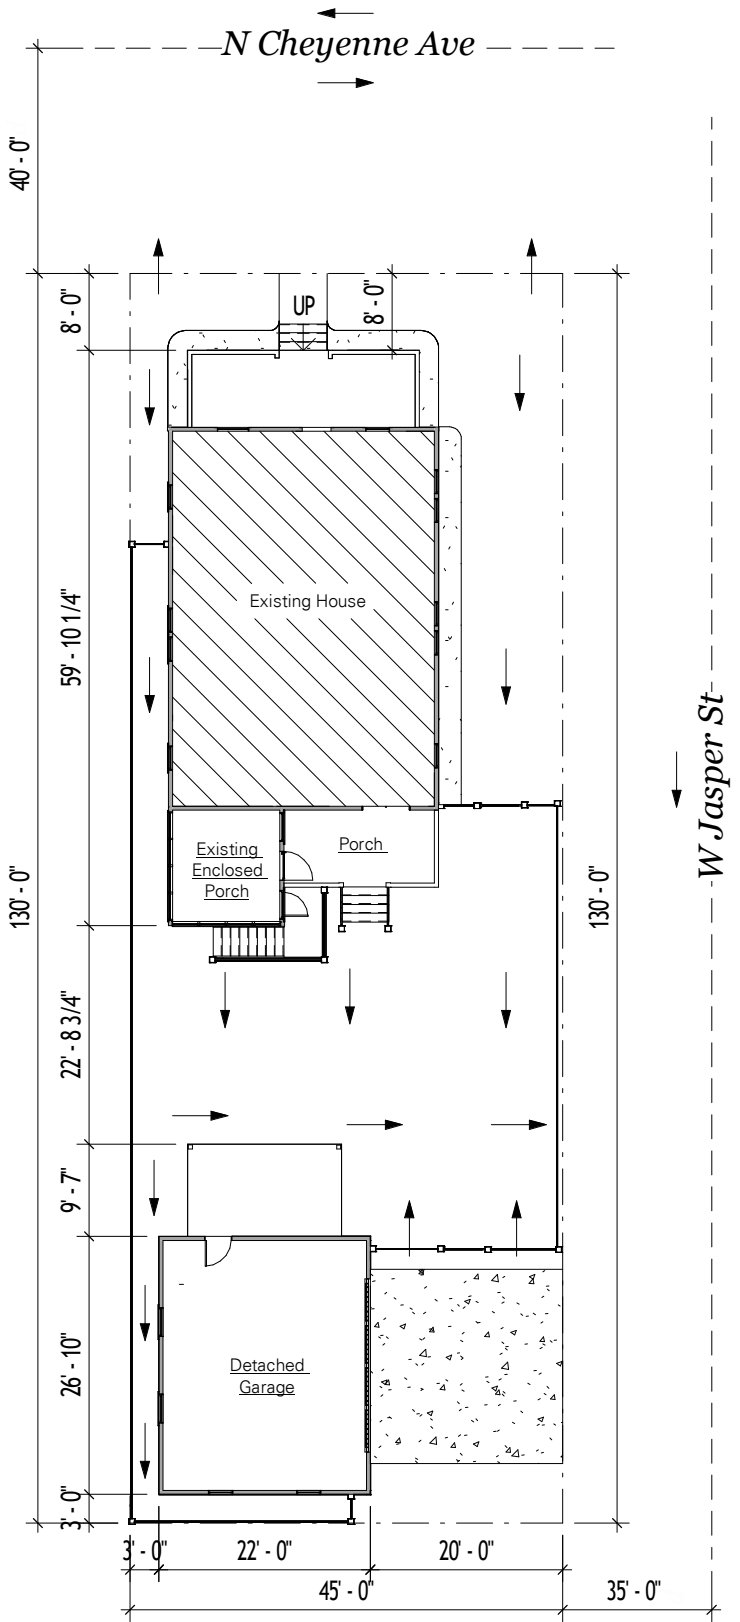 N Cheyenne Ave
40' - 0"
8' - 0"
UP
8' - 0"
59' - 10 1/4"
Existing House
W Jasper St
Existing
Enclosed
Porch
Porch
130' - 0"
130' - 0"
22' - 8 3/4"
9' - 7"
26' - 10"
Detached
Garage
3' - 0"
3' - 0"
22' - 0"
20' - 0"
45' - 0"
35' - 0"